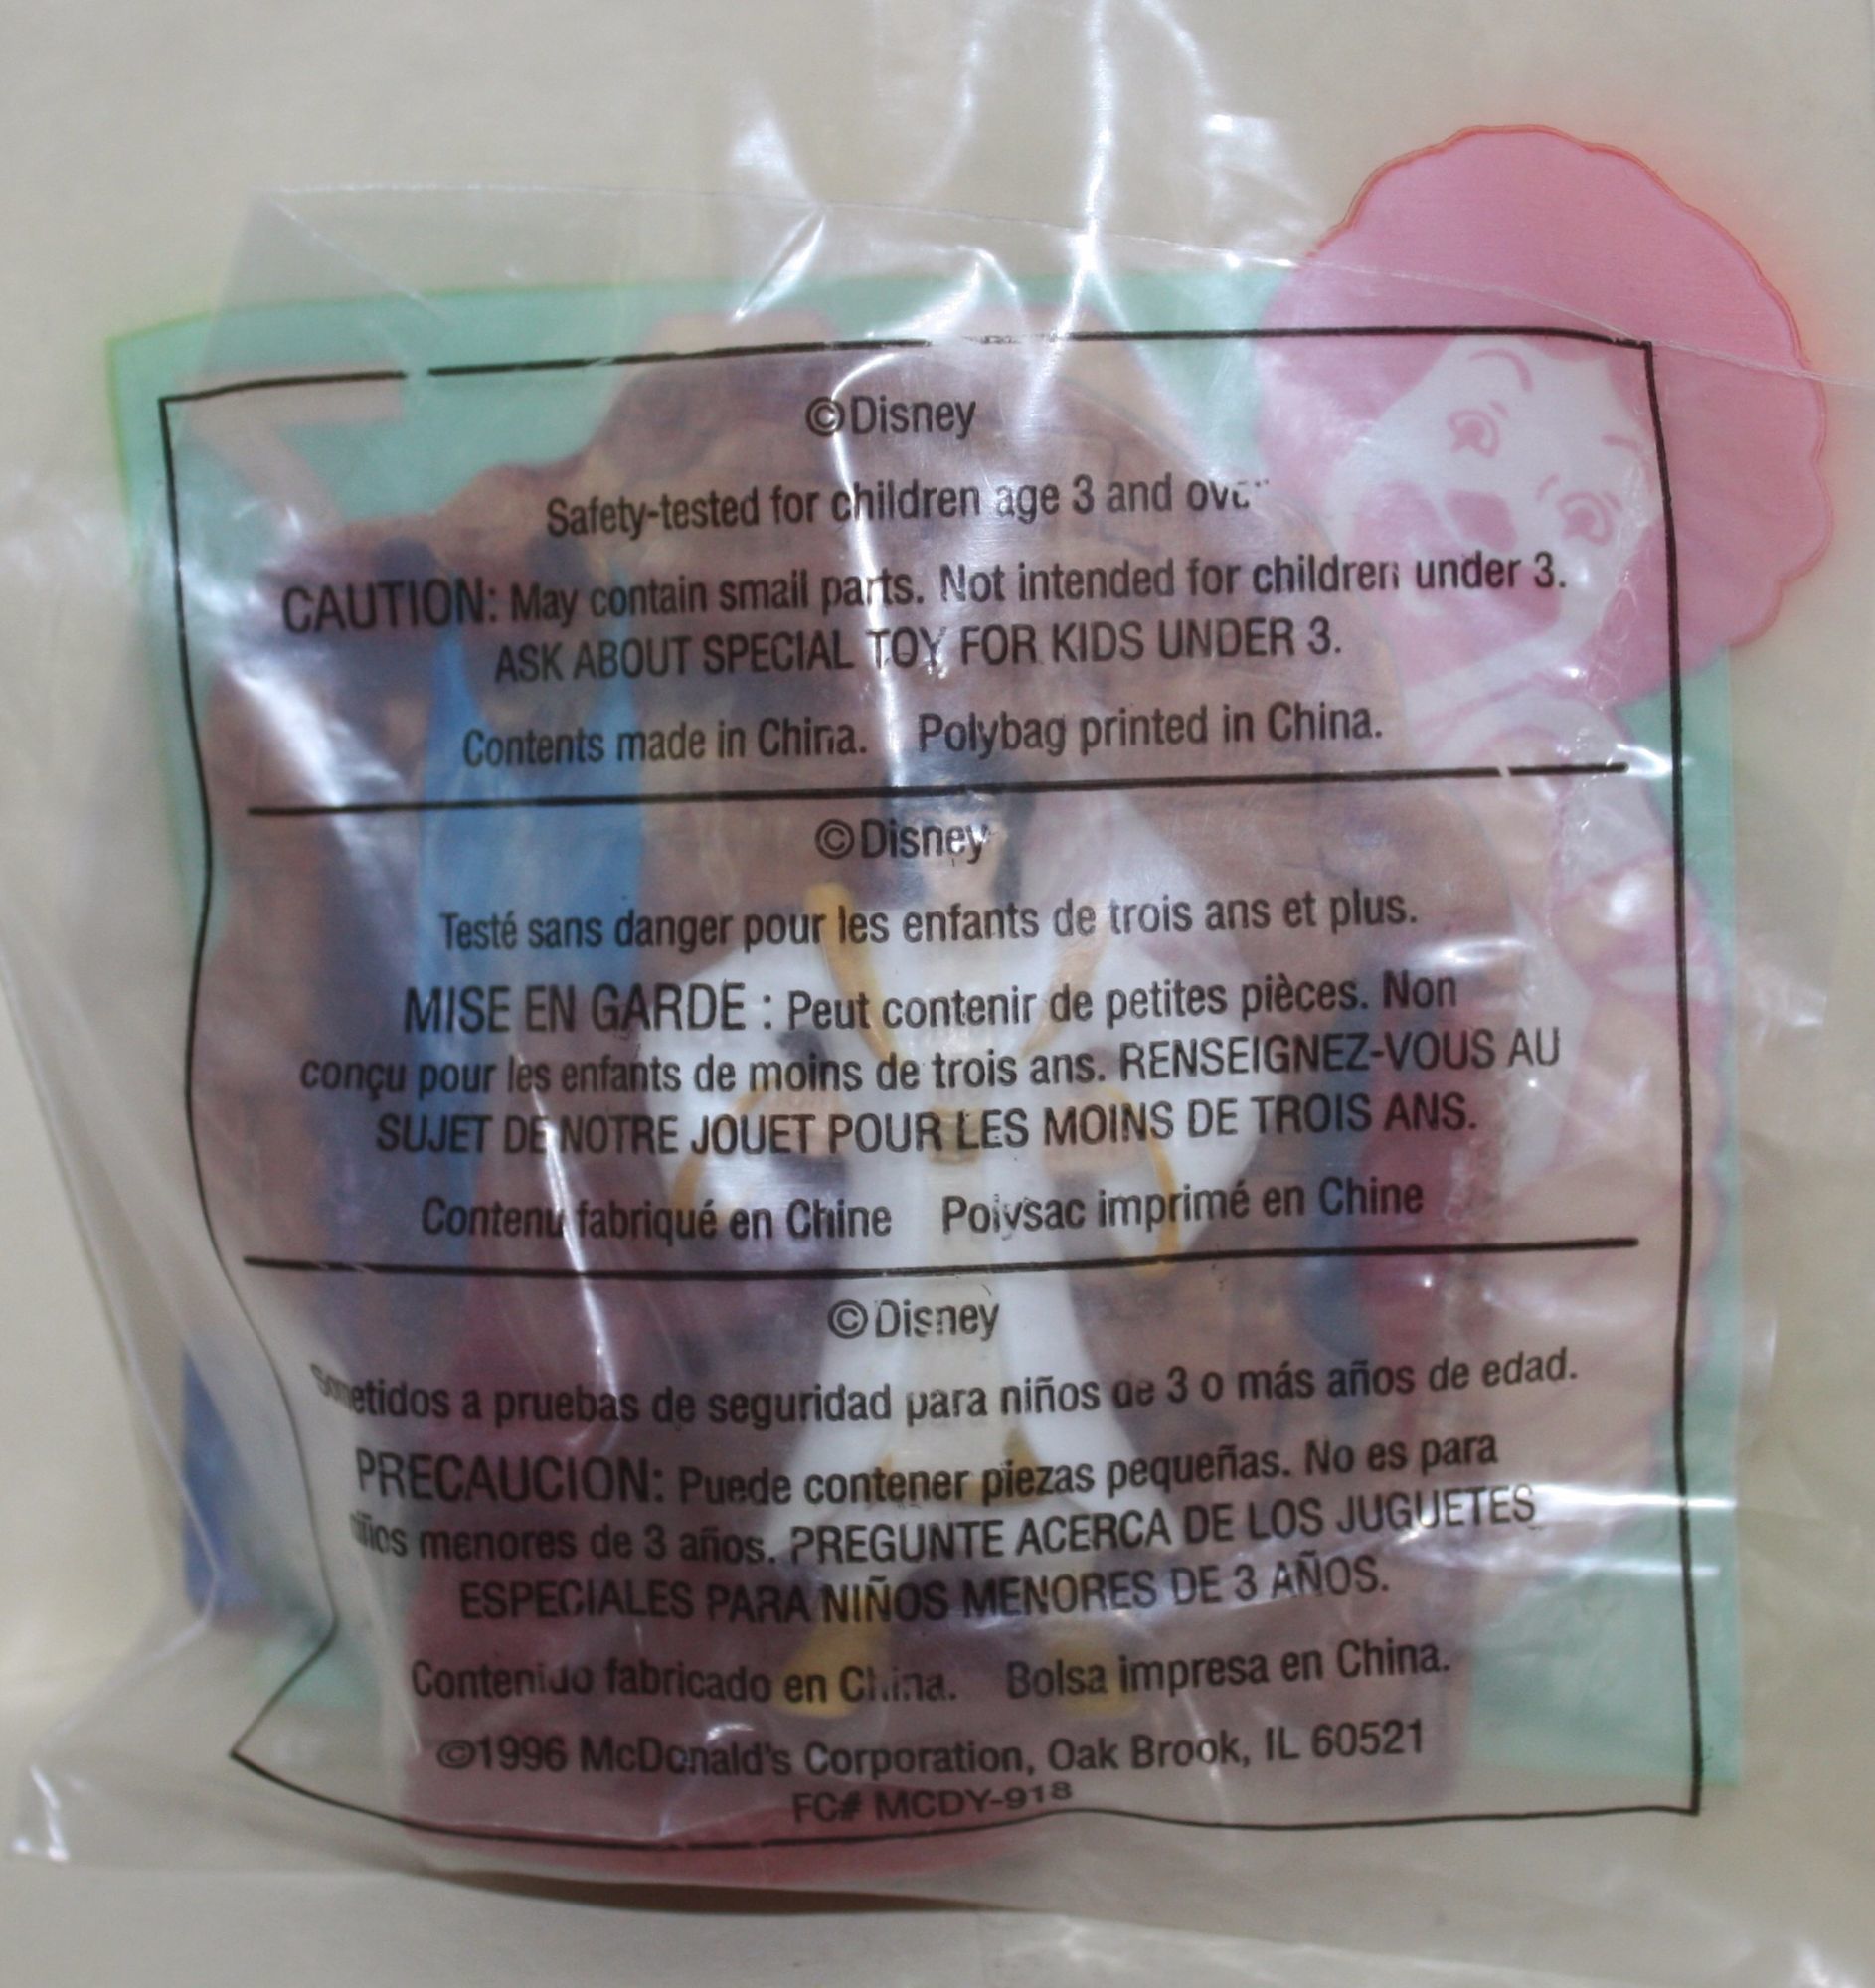 ©Disney
Safety-tested for children age 3 and over
CAUTION: May contain small parts. Not intended for children under 3.
ASK ABOUT SPECIAL TOY FOR KIDS UNDER 3.
Contents made in China. Polybag printed in China.
©Disney
Testé sans danger pour les enfants de trois ans et plus.
MISE EN GARDE : Peut contenir de petites pièces. Non
conçu pour les enfants de moins de trois ans. RENSEIGNEZ-VOUS AU
SUJET DE NOTRE JOUET POUR LES MOINS DE TROIS ANS.
Contenu fabriqué en Chine Polysac imprimé en Chine
©Disney
Sometidos a pruebas de seguridad para niños de 3 o más años de edad.
PRECAUCION: Puede contener piezas pequeñas. No es para
niños menores de 3 años. PREGUNTE ACERCA DE LOS JUGUETES
ESPECIALES PARA NIÑOS MENORES DE 3 AÑOS.
Contenido fabricado en China. Bolsa impresa en China.
©1996 McDonald's Corporation, Oak Brook, IL 60521
FC# MCDY-918